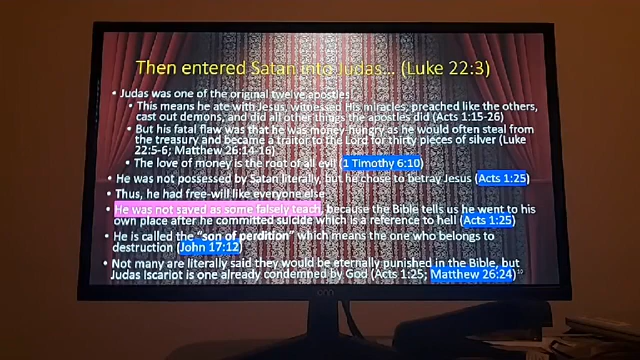 Then entered Satan into Judas... (Luke 22:3)
• Judas was one of the original twelve apostles
• This means he ate with Jesus, witnessed His miracles, preached like the others,
cast out demons, and did all other things the apostles did (Acts 1:15-26)
• But his fatal flaw was that he was money-hungry as he would often steal from
the treasury and became a traitor to the Lord for thirty pieces of silver (Luke
22:5-6; Matthew 26:14-16)
• The love of money is the root of all evil (1 Timothy 6:10)
• He was not possessed by Satan literally, but he chose to betray Jesus (Acts 1:25)
• Thus, he had free-will like everyone else
• He was not saved as some falsely teach, because the Bible tells us he went to his
own place after he committed suicide which is a reference to hell (Acts 1:25)
• He is called the "son of perdition" which means the one who belongs to
destruction (John 17:12)
• Not many are literally said they would be eternally punished in the Bible, but
Judas Iscariot is one already condemned by God (Acts 1:25; Matthew 26:24)
onn